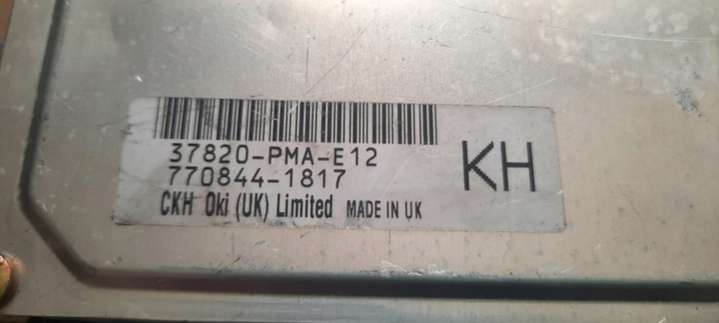 37820-PMA-E12
770844-1817
KH
CKH Oki (UK) Limited MADE IN UK